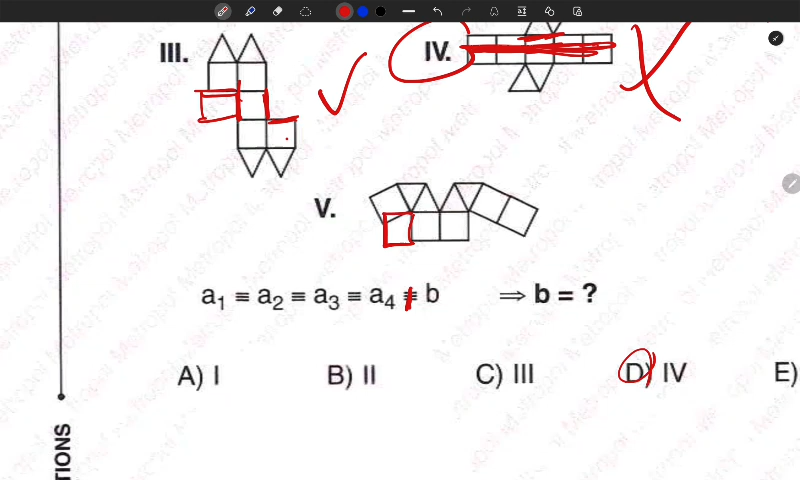 III.
IV.
V.
a₁ ≡ a₂ ≡ a₃ ≡ a₄ ≢ b ⇒ b = ?
A) I B) II C) III D) IV E)
TIONS